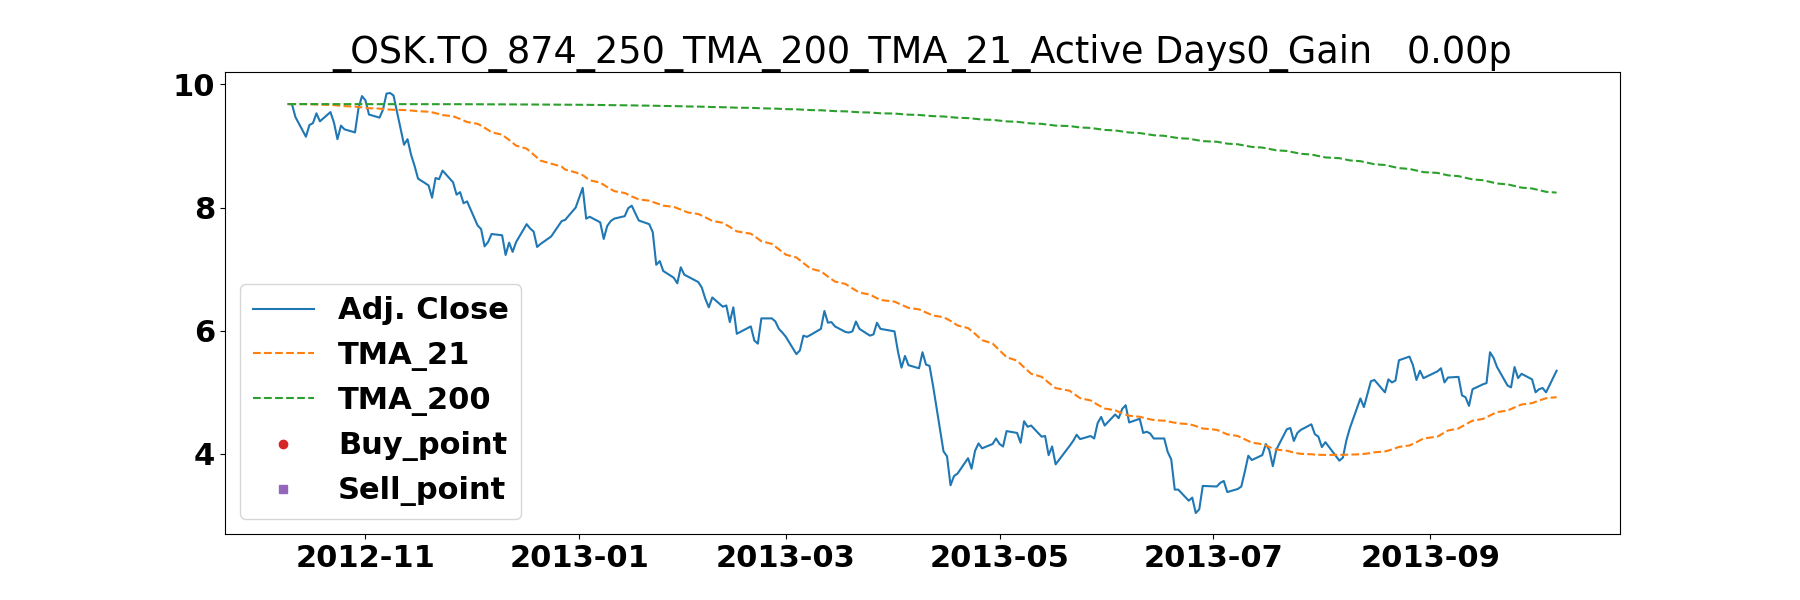 _OSK.TO_874_250_TMA_200_TMA_21_Active Days0_Gain   0.00p
10
8
6
4
Adj. Close
TMA_21
TMA_200
Buy_point
Sell_point
2012-11 2013-01 2013-03 2013-05 2013-07 2013-09